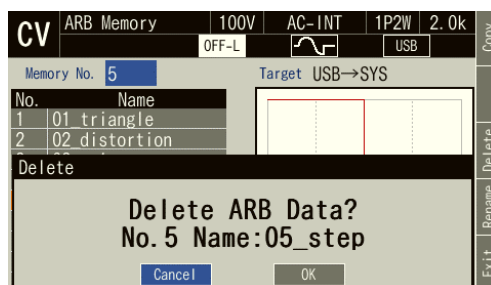 CV ARB Memory 100V AC-INT 1P2W 2.0k
OFF-L USB
Memory No. 5 Target USB→SYS
No. Name
1 01_triangle
2 02_distortion
Delete
Delete ARB Data?
No.5 Name:05_step
Cancel OK
Copy
Delete
Rename
Exit